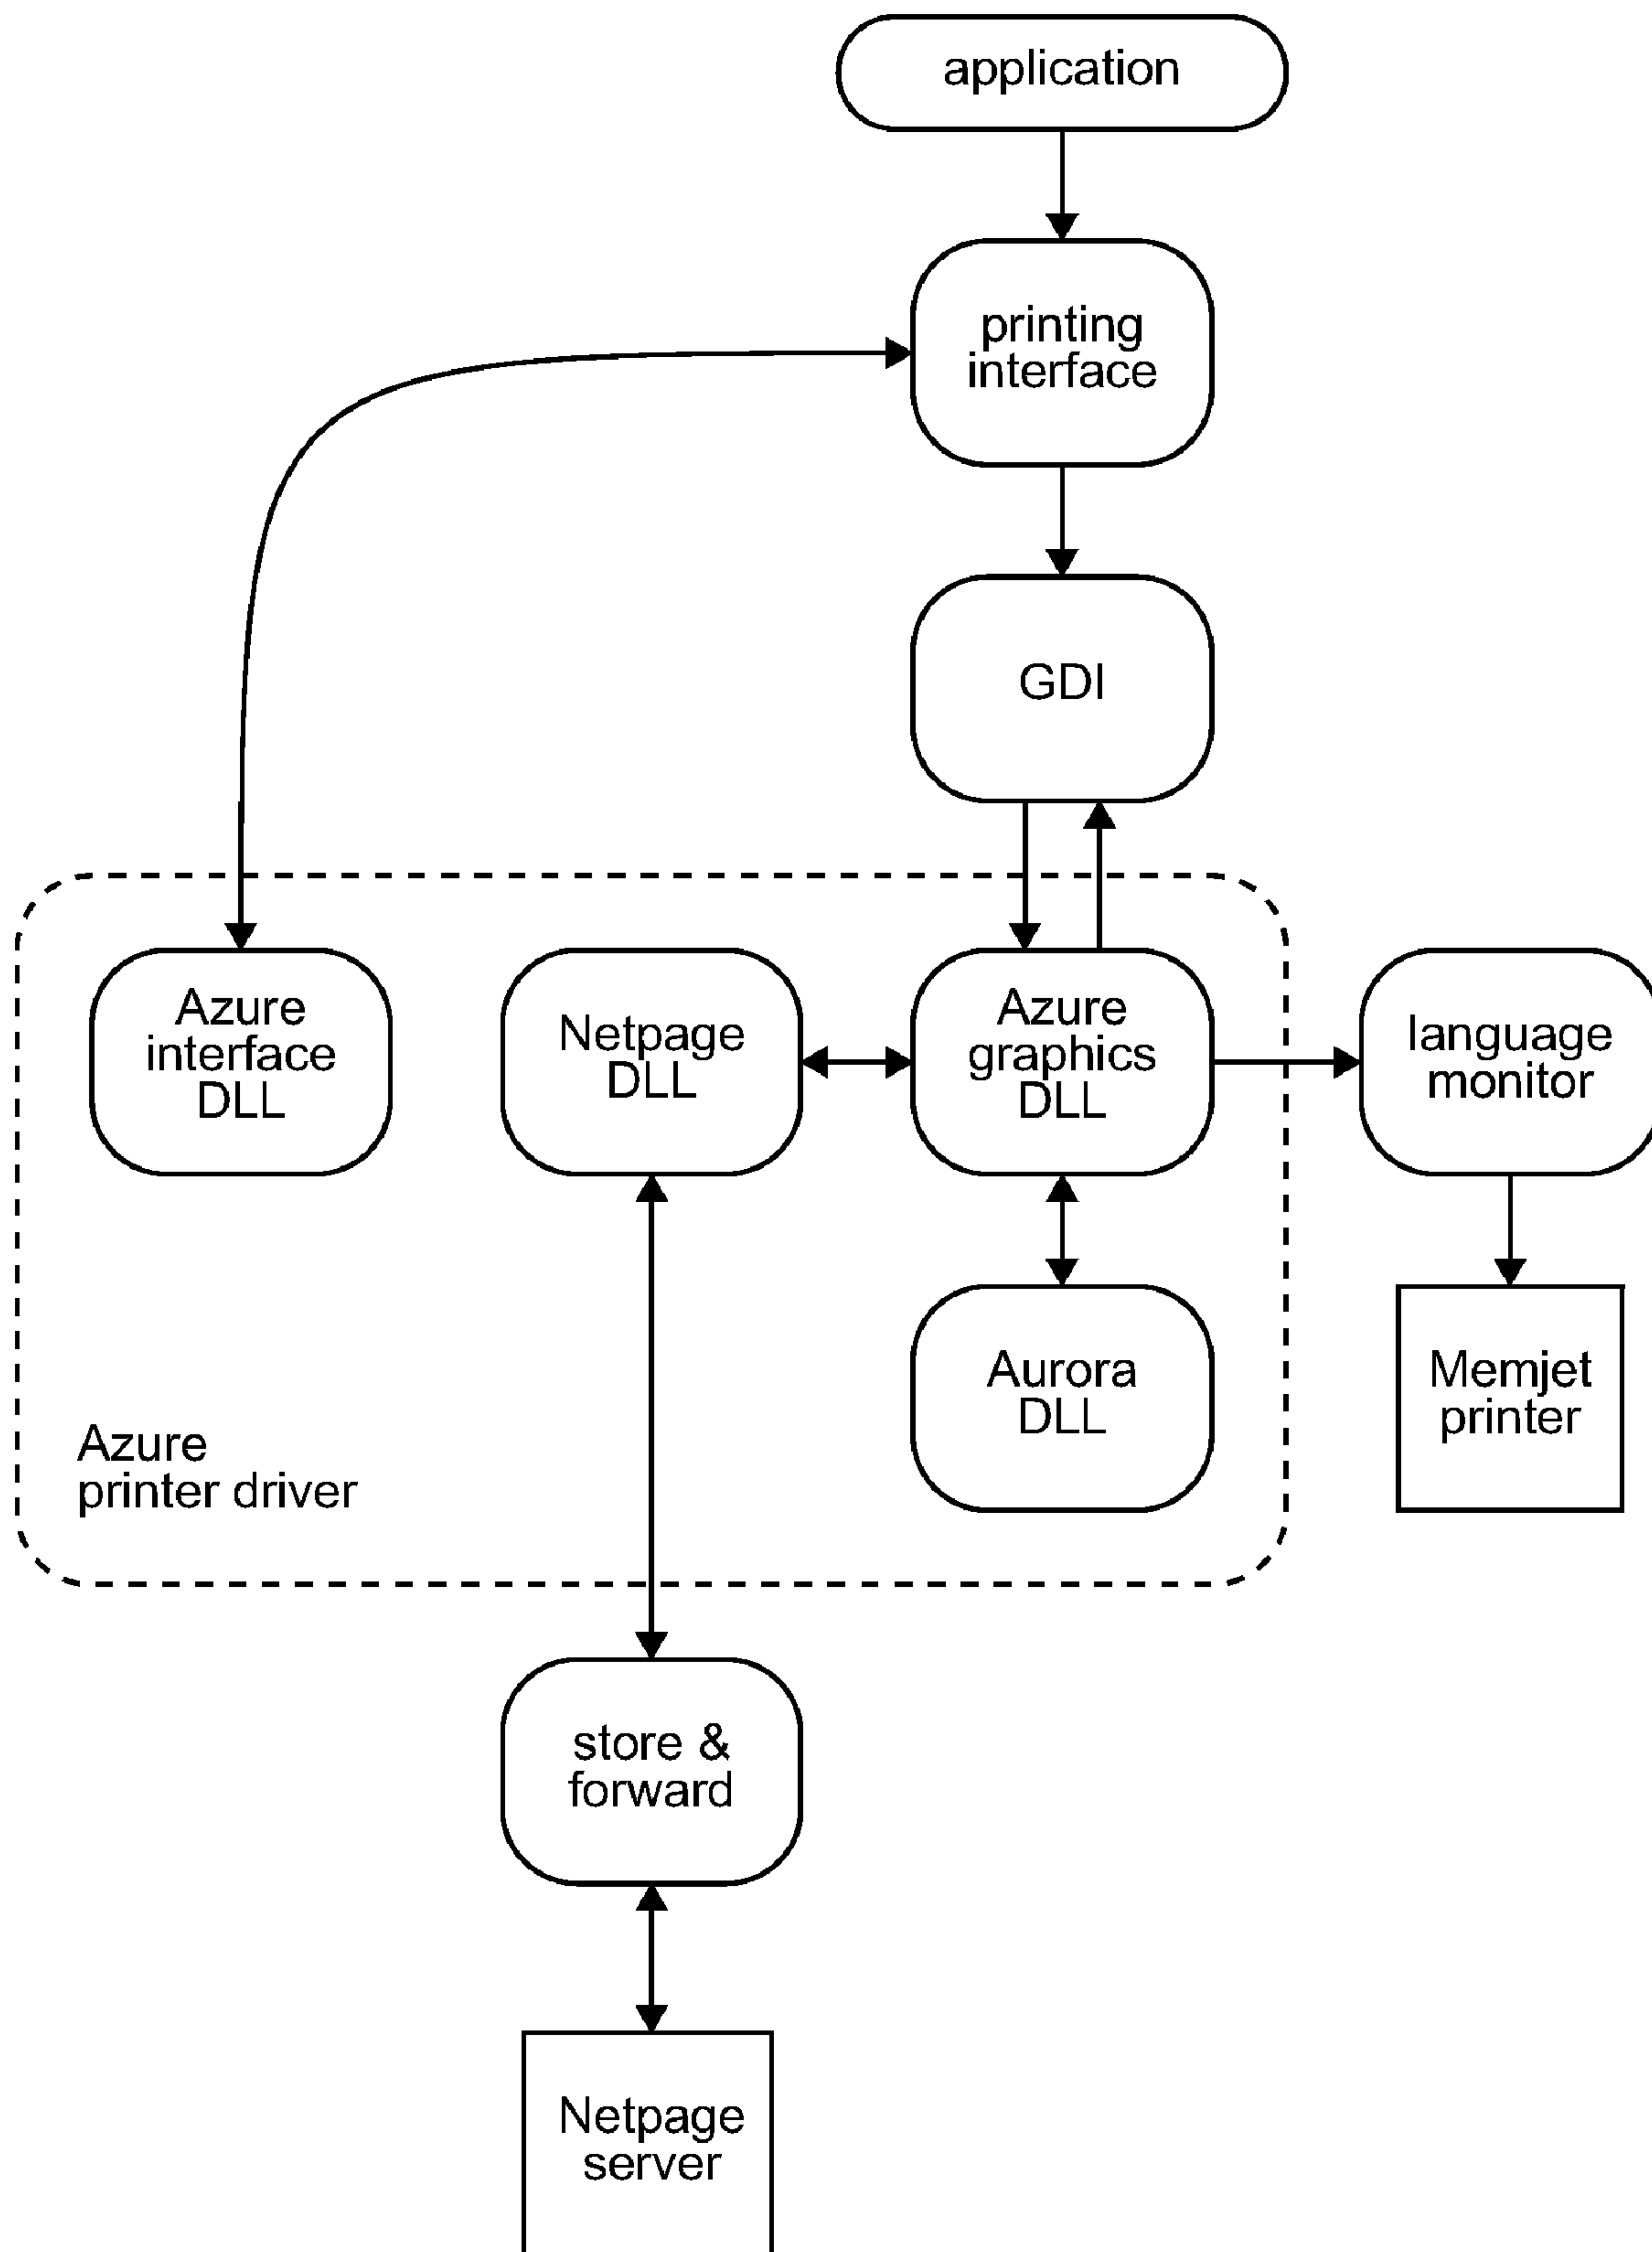 application
printing
interface
GDI
Azure
interface
DLL
Netpage
DLL
Azure
graphics
DLL
language
monitor
Aurora
DLL
Memjet
printer
Azure
printer driver
store &
forward
Netpage
server